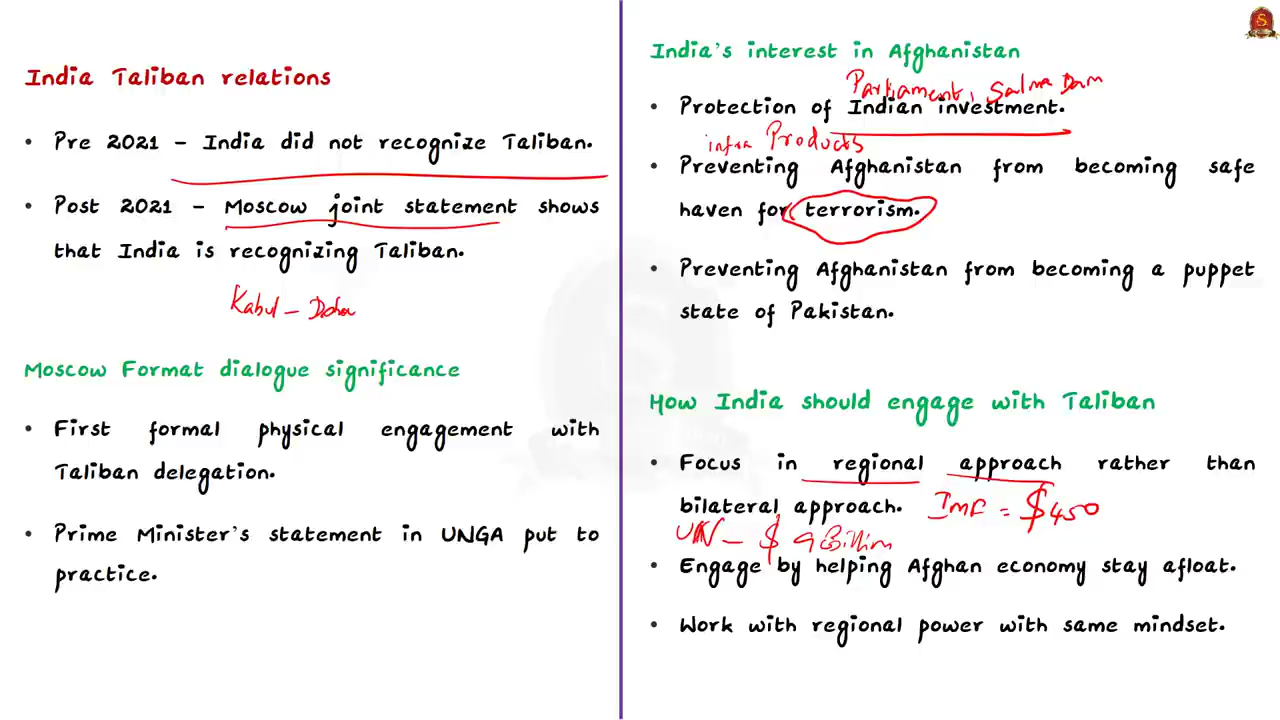 India Taliban relations
• Pre 2021 – India did not recognize Taliban.
• Post 2021 – Moscow joint statement shows
that India is recognizing Taliban.
Kabul – Doha
Moscow Format dialogue significance
• First formal physical engagement with
Taliban delegation.
• Prime Minister's statement in UNGA put to
practice.
India's interest in Afghanistan
Parliament, Salma Dam
• Protection of Indian investment.
infra Products
• Preventing Afghanistan from becoming safe
haven for terrorism.
• Preventing Afghanistan from becoming a puppet
state of Pakistan.
How India should engage with Taliban
• Focus in regional approach rather than
bilateral approach. IMF = $450
UN – $ 9 Billion
• Engage by helping Afghan economy stay afloat.
• Work with regional power with same mindset.